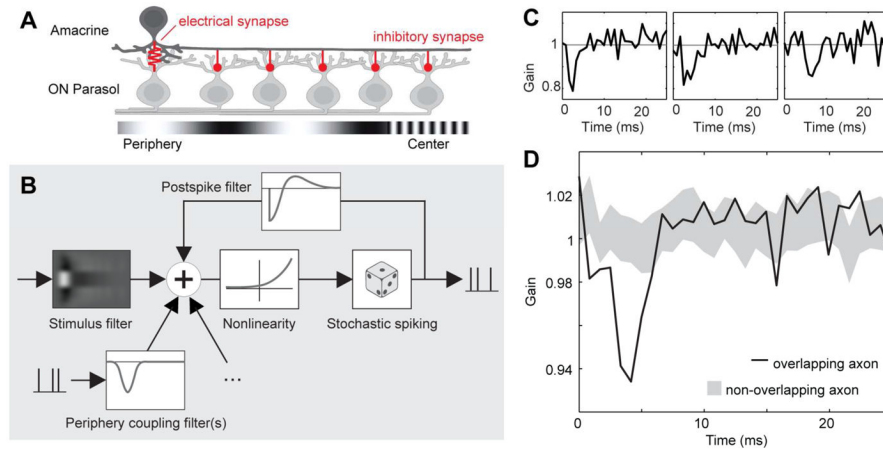 A
Amacrine
electrical synapse
inhibitory synapse
ON Parasol
Periphery
Center
B
Postspike filter
Stimulus filter
Nonlinearity
Stochastic spiking
...
Periphery coupling filter(s)
C
Gain
1
0.8
0 10 20
0 10 20
0 10 20
Time (ms)
Time (ms)
Time (ms)
D
Gain
1.02
1
0.98
0.94
overlapping axon
non-overlapping axon
0 10 20
Time (ms)